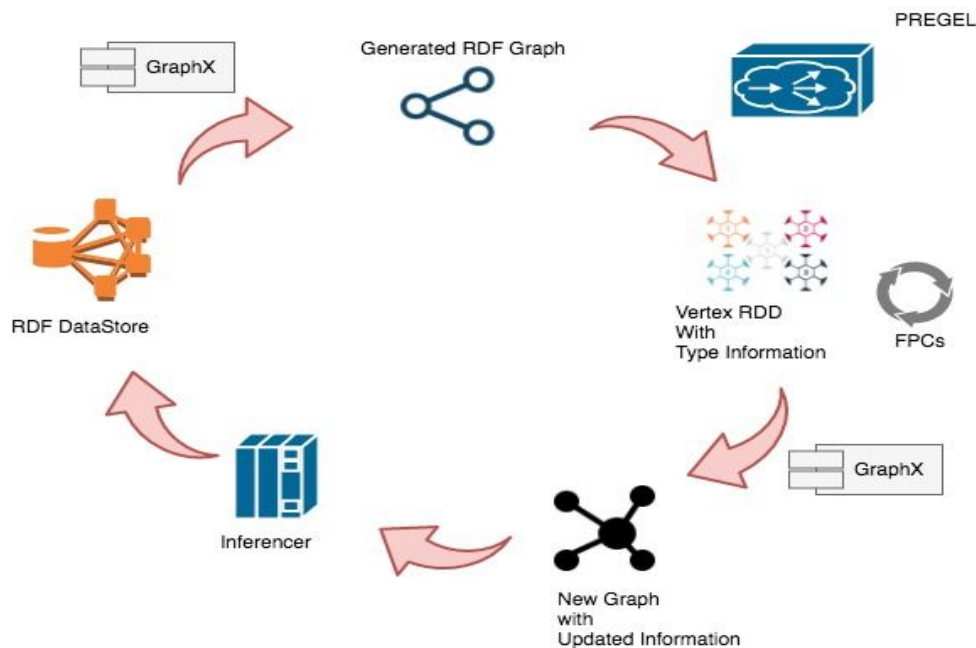 PREGEL
GraphX
Generated RDF Graph
RDF DataStore
Vertex RDD
With
Type Information
FPCs
GraphX
Inferencer
New Graph
with
Updated Information